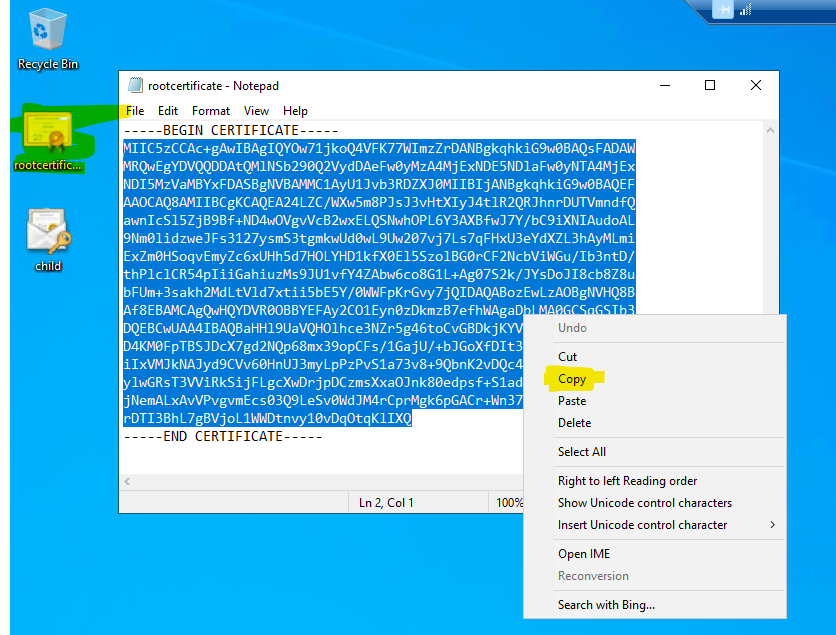 Recycle Bin
rootcertific...
child
rootcertificate - Notepad
File Edit Format View Help
-----BEGIN CERTIFICATE-----
MIIC5zCCAc+gAwIBAgIQYOw71jkoQ4VFK77WImzZrDANBgkqhkiG9w0BAQsFADAW
MRQwEgYDVQQDDAtQMlNSb290Q2VydDAeFw0yMzA4MjExNDE5NDlaFw0yNTA4MjEx
NDI5MzVaMBYxFDASBgNVBAMMC1AyU1Jvb3RDZXJ0MIIBIjANBgkqhkiG9w0BAQEF
AAOCAQ8AMIIBCgKCAQEA24LZC/WXw5m8PJsJ3vHtXIyJ4tlR2QRJhnrDUTVmndfQ
awnIcSl5ZjB9Bf+ND4wOVgvVcB2wxELQSNwhOPL6Y3AXBfwJ7Y/bC9iXNIAudoAL
9Nm0lidzweJFs3127ysmS3tgmkwUd0wL9Uw207vj7Ls7qFHxU3eYdXZL3hAyMLmi
ExZm0HSoqvEmyZc6xUHh5d7HOLYHD1kfX0El5SzolBG0rCF2NcbViWGu/Ib3ntD/
thPlclCR54pIiiGahiuzMs9JU1vfY4ZAbw6co8G1L+Ag07S2k/JYsDoJI8cb8Z8u
bFUm+3sakh2MdLtVld7xtii5bE5Y/0WWFpKrGvy7jQIDAQABozEwLzAOBgNVHQ8B
Af8EBAMCAgQwHQYDVR0OBBYEFAy2CO1Eyn0zDkmzB7efhWAgaDbLMA0GCSqGSIb3
DQEBCwUAA4IBAQBaHHl9UaVQHOlhce3NZr5g46toCvGBDkjKYV
D4KM0FpTBSJDcX7gd2NQp68mx39opCFs/1GajU/+bJGoXfDIt3
iIxVMJkNAJyd9CVv60HnUJ3myLpPzPvS1a73v8+9QbnK2vDQc4
ylwGRsT3VViRkSijFLgcXwDrjpDCzmsXxaOJnk80edpsf+S1ad
jNemALxAvVPvgvmEcs03Q9LeSv0WdJM4rCprMgk6pGACr+Wn37
rDTI3BhL7gBVjoL1WWDtnvy10vDqOtqKlIXQ
-----END CERTIFICATE-----
Ln 2, Col 1 100%
Undo
Cut
Copy
Paste
Delete
Select All
Right to left Reading order
Show Unicode control characters
Insert Unicode control character
Open IME
Reconversion
Search with Bing...